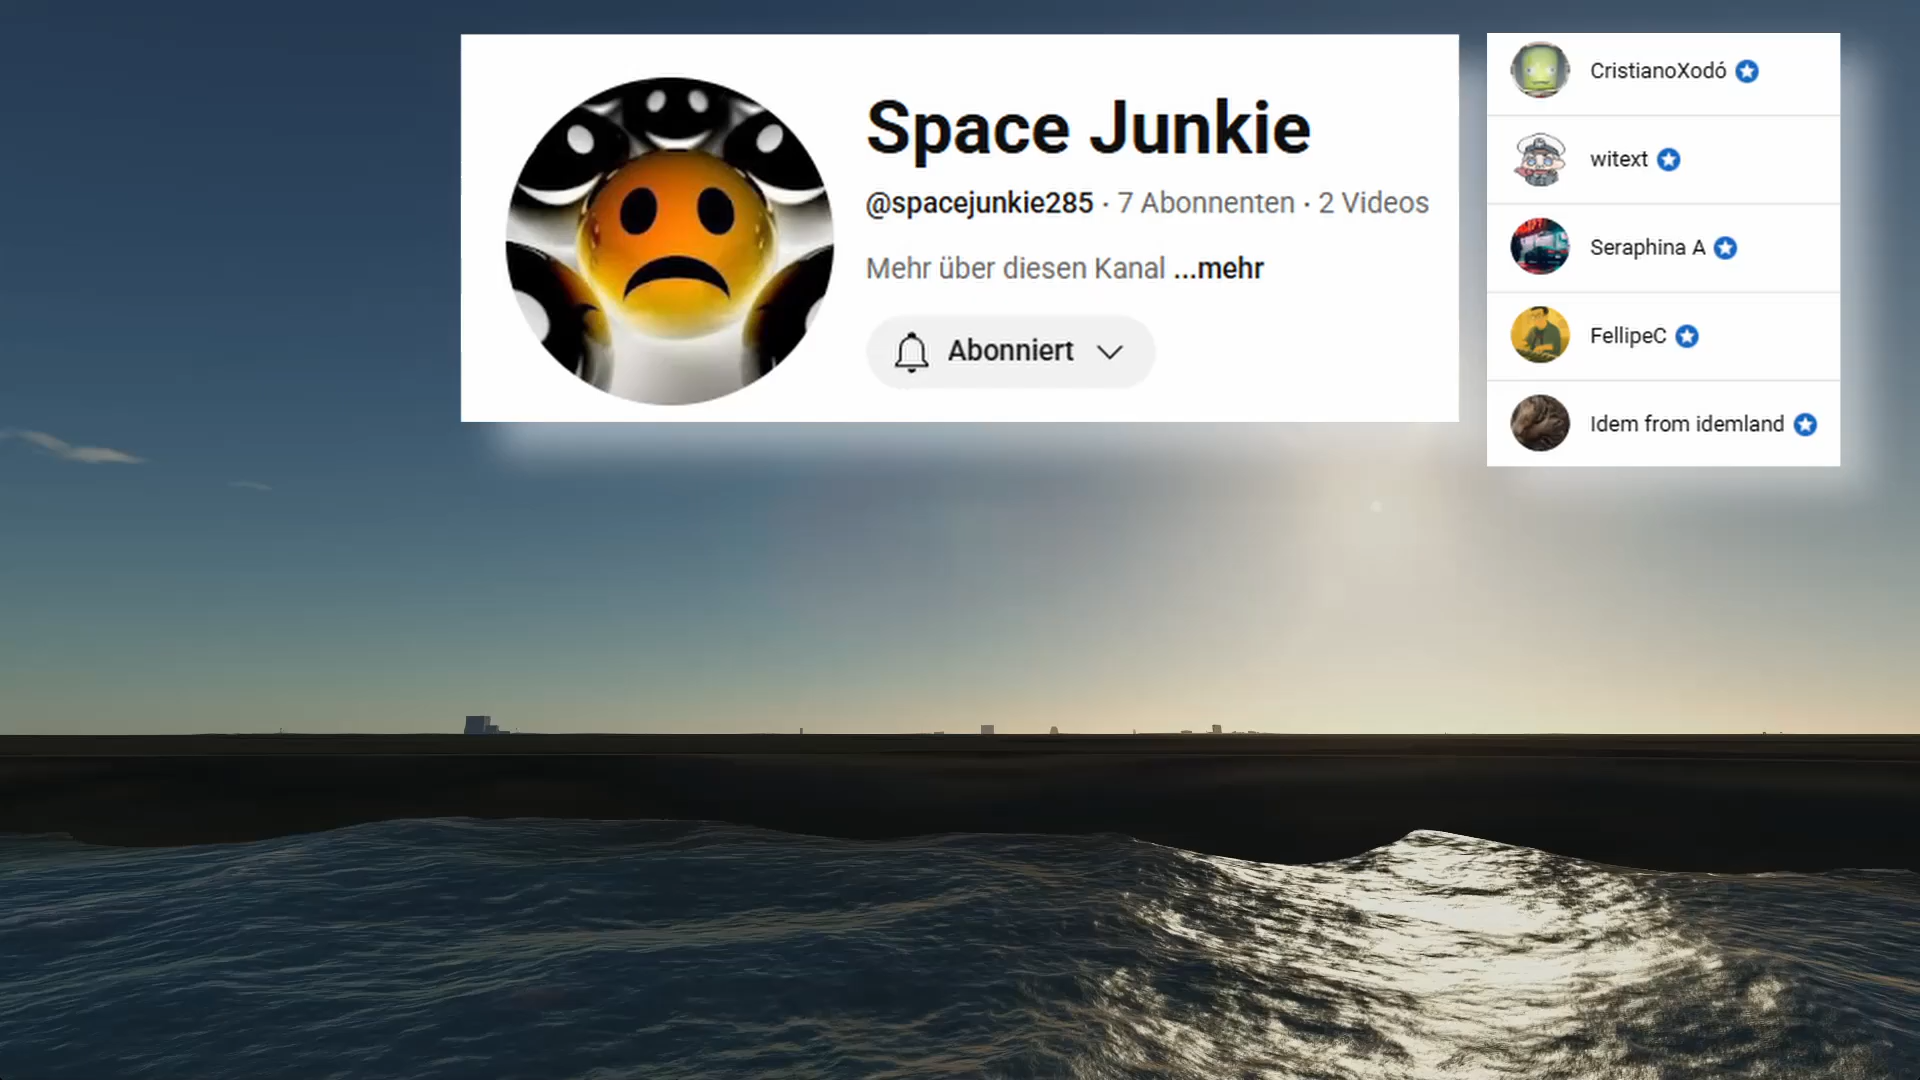 Space Junkie
@spacejunkie285 · 7 Abonnenten · 2 Videos
Mehr über diesen Kanal ...mehr
Abonniert
CristianoXodó
witext
Seraphina A
FellipeC
Idem from idemland